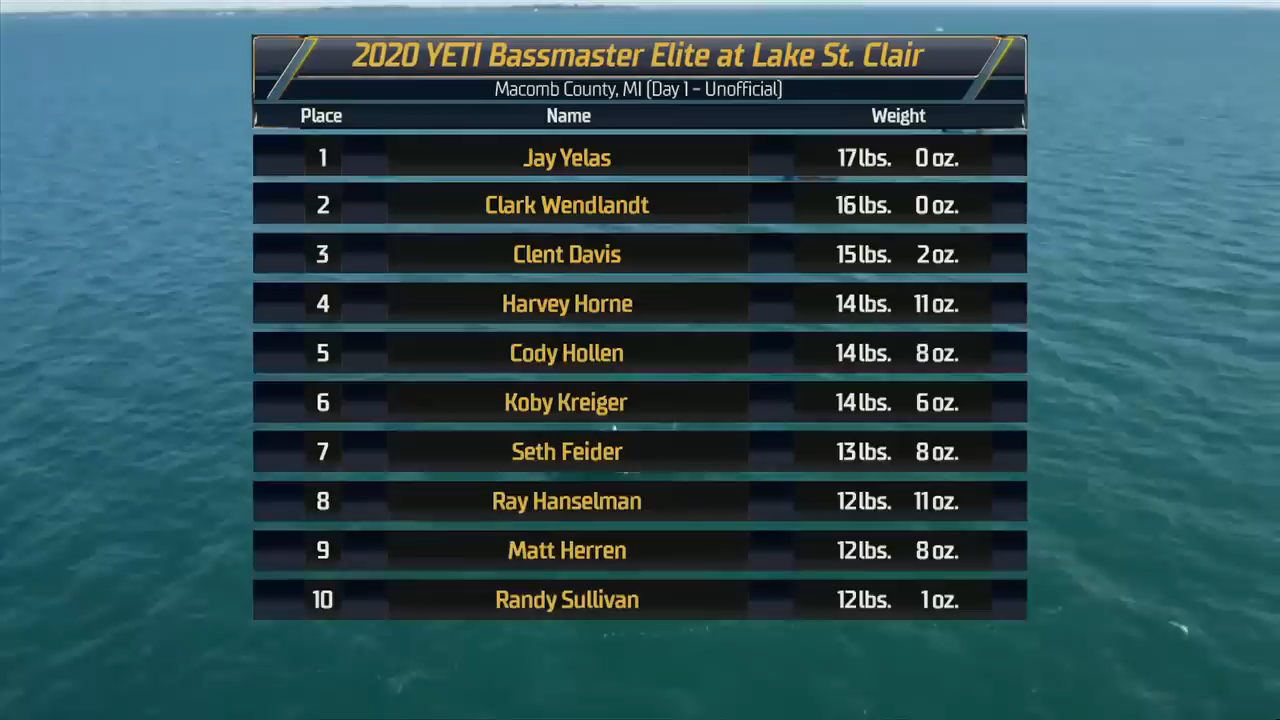 2020 YETI Bassmaster Elite at Lake St. Clair
Macomb County, MI (Day 1 - Unofficial)
Place Name Weight
1 Jay Yelas 17 lbs. 0 oz.
2 Clark Wendlandt 16 lbs. 0 oz.
3 Clent Davis 15 lbs. 2 oz.
4 Harvey Horne 14 lbs. 11 oz.
5 Cody Hollen 14 lbs. 8 oz.
6 Koby Kreiger 14 lbs. 6 oz.
7 Seth Feider 13 lbs. 8 oz.
8 Ray Hanselman 12 lbs. 11 oz.
9 Matt Herren 12 lbs. 8 oz.
10 Randy Sullivan 12 lbs. 1 oz.